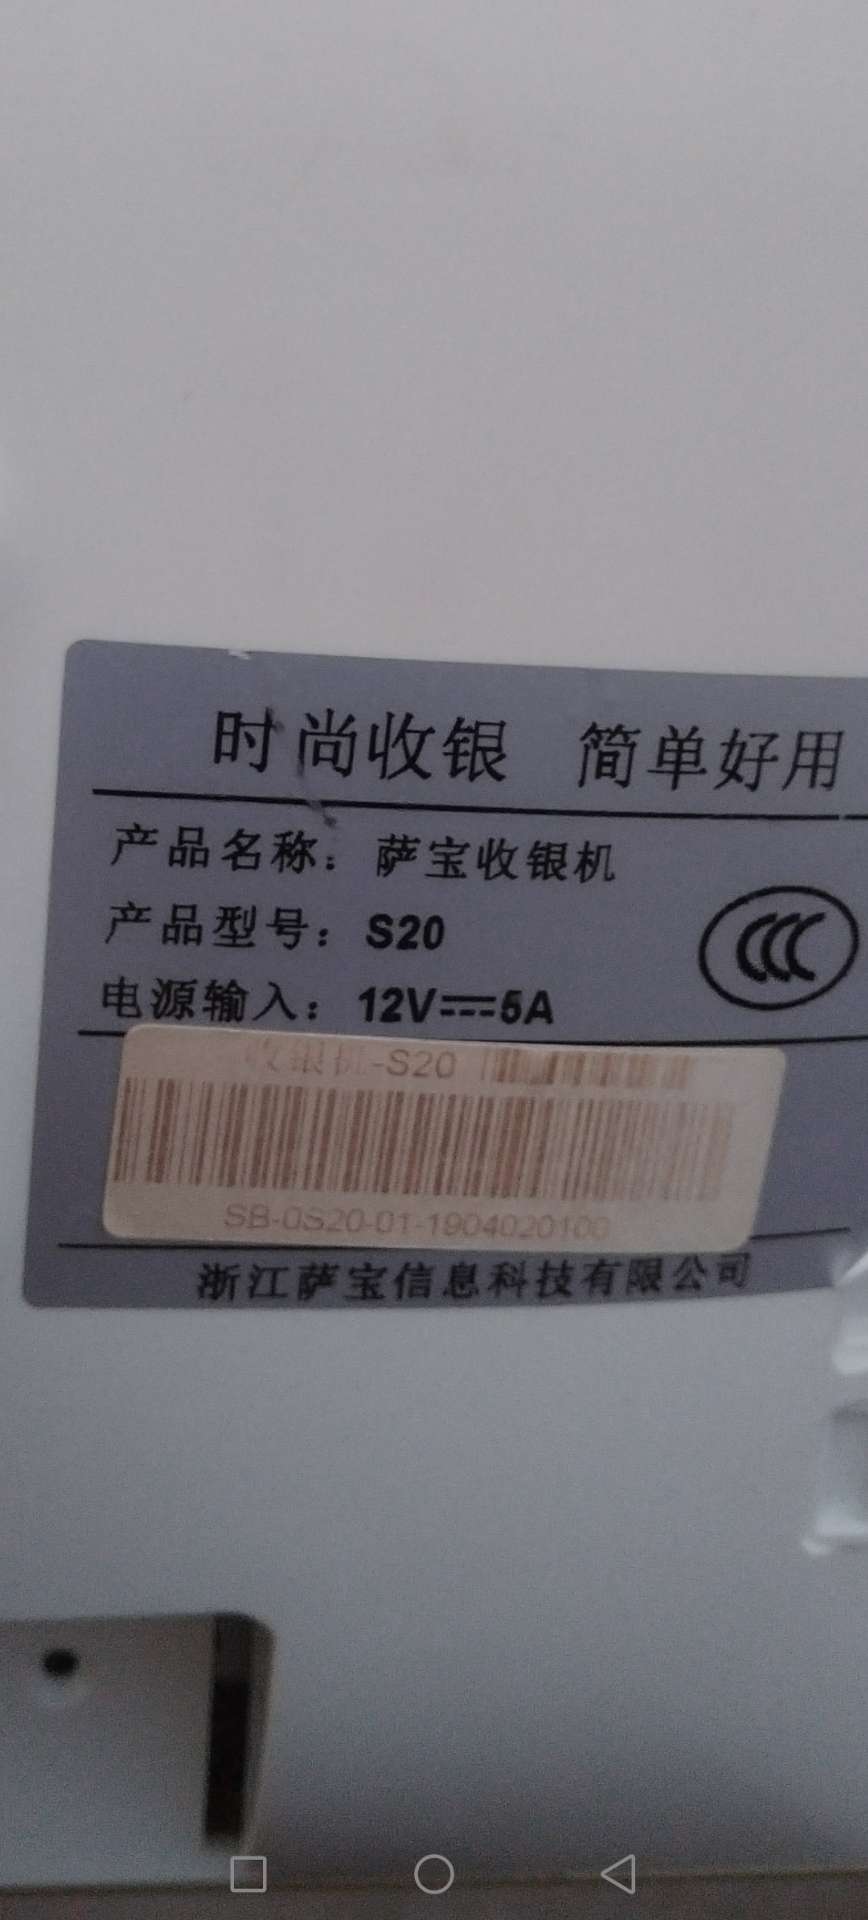 时尚收银 简单好用
产品名称：萨宝收银机
产品型号：S20
电源输入：12V⎓5A
CCC
收银机-S20
SB-0S20-01-1904020100
浙江萨宝信息科技有限公司